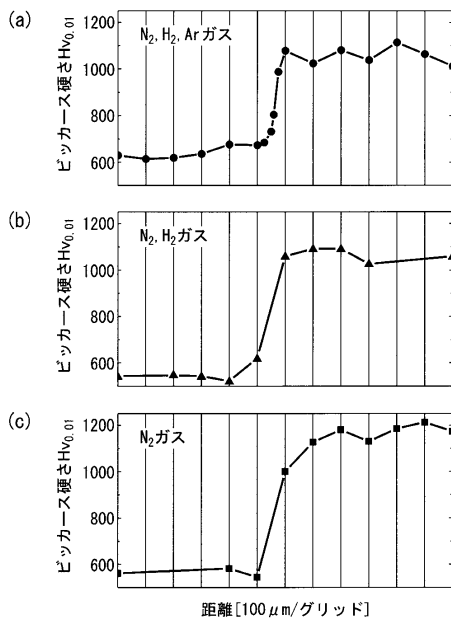 (a)
N₂, H₂, Arガス
ビッカース硬さHv₀.₀₁
1200
1000
800
600
(b)
N₂, H₂ガス
ビッカース硬さHv₀.₀₁
1200
1000
800
600
(c)
N₂ガス
ビッカース硬さHv₀.₀₁
1200
1000
800
600
距離[100μm/グリッド]